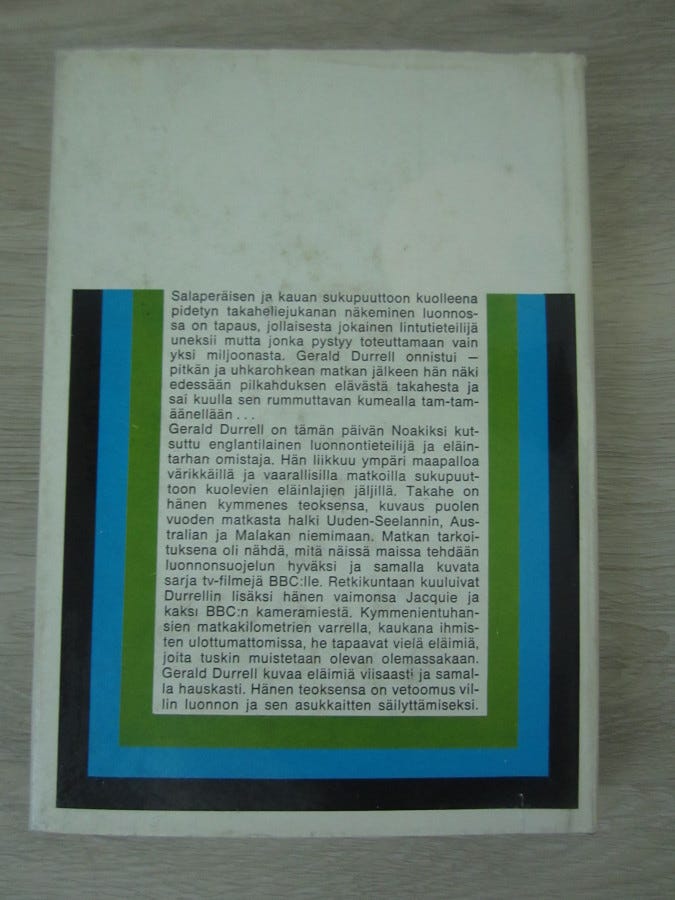 Salaperäisen ja kauan sukupuuttoon kuolleena
pidetyn takaheliejukanan näkeminen luonnos-
sa on tapaus, jollaisesta jokainen lintutieteilijä
uneksii mutta jonka pystyy toteuttamaan vain
yksi miljoonasta. Gerald Durrell onnistui —
pitkän ja uhkarohkean matkan jälkeen hän näki
edessään pilkahduksen elävästä takahesta ja
sai kuulla sen rummuttavan kumealla tam-tam-
äänellään . . .
Gerald Durrell on tämän päivän Noakiksi kut-
suttu englantilainen luonnontieteilijä ja eläin-
tarhan omistaja. Hän liikkuu ympäri maapalloa
värikkäillä ja vaarallisilla matkoilla sukupuut-
toon kuolevien eläinlajien jäljillä. Takahe on
hänen kymmenes teoksensa, kuvaus puolen
vuoden matkasta halki Uuden-Seelannin, Aus-
tralian ja Malakan niemimaan. Matkan tarkoi-
tuksena oli nähdä, mitä näissä maissa tehdään
luonnonsuojelun hyväksi ja samalla kuvata
sarja tv-filmejä BBC:lle. Retkikuntaan kuuluivat
Durrellin lisäksi hänen vaimonsa Jacquie ja
kaksi BBC:n kameramiestä. Kymmenientuhan-
sien matkakilometrien varrella, kaukana ihmis-
ten ulottumattomissa, he tapaavat vielä eläimiä,
joita tuskin muistetaan olevan olemassakaan.
Gerald Durrell kuvaa eläimiä viisaasti ja samal-
la hauskasti. Hänen teoksensa on vetoomus vil-
lin luonnon ja sen asukkaitten säilyttämiseksi.